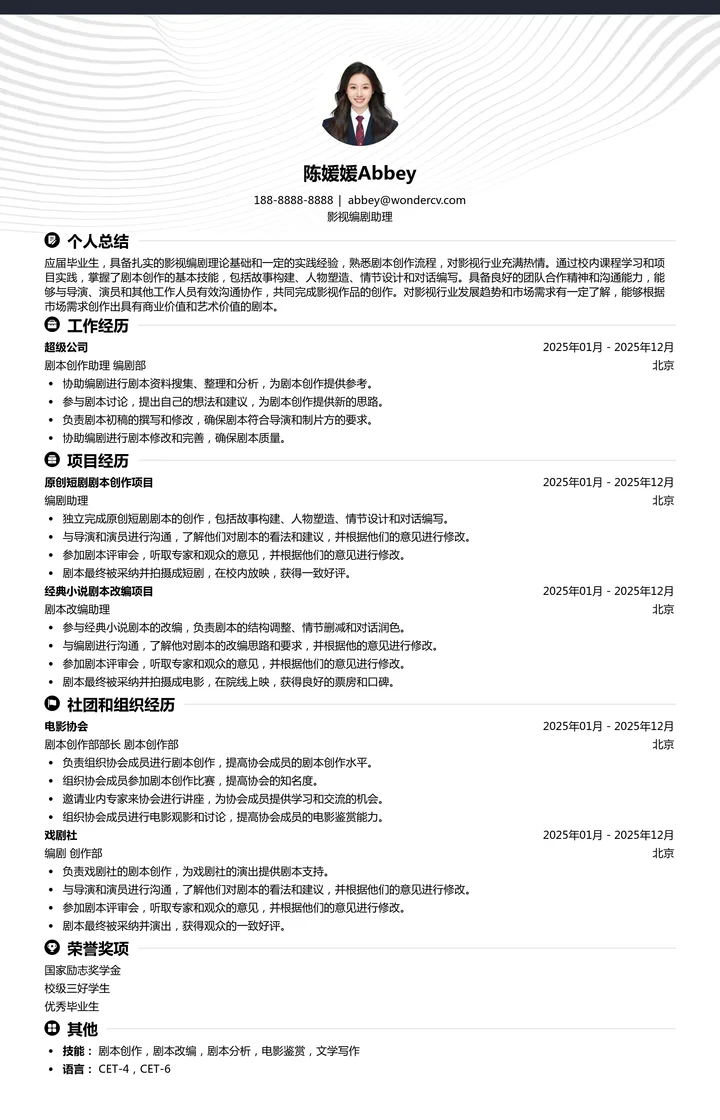 陈媛媛Abbey
188-8888-8888 | abbey@wondercv.com
影视编剧助理
个人总结
应届毕业生，具备扎实的影视编剧理论基础和一定的实践经验，熟悉剧本创作流程，对影视行业充满热情。通过校内课程学习和项
目实践，掌握了剧本创作的基本技能，包括故事构建、人物塑造、情节设计和对话编写。具备良好的团队合作精神和沟通能力，能
够与导演、演员和其他工作人员有效沟通协作，共同完成影视作品的创作。对影视行业发展趋势和市场需求有一定了解，能够根据
市场需求创作出具有商业价值和艺术价值的剧本。
工作经历
超级公司 2025年01月 - 2025年12月
剧本创作助理 编剧部 北京
• 协助编剧进行剧本资料搜集、整理和分析，为剧本创作提供参考。
• 参与剧本讨论，提出自己的想法和建议，为剧本创作提供新的思路。
• 负责剧本初稿的撰写和修改，确保剧本符合导演和制片方的要求。
• 协助编剧进行剧本修改和完善，确保剧本质量。
项目经历
原创短剧剧本创作项目 2025年01月 - 2025年12月
编剧助理 北京
• 独立完成原创短剧剧本的创作，包括故事构建、人物塑造、情节设计和对话编写。
• 与导演和演员进行沟通，了解他们对剧本的看法和建议，并根据他们的意见进行修改。
• 参加剧本评审会，听取专家和观众的意见，并根据他们的意见进行修改。
• 剧本最终被采纳并拍摄成短剧，在校内放映，获得一致好评。
经典小说剧本改编项目 2025年01月 - 2025年12月
剧本改编助理 北京
• 参与经典小说剧本的改编，负责剧本的结构调整、情节删减和对话润色。
• 与编剧进行沟通，了解他对剧本的改编思路和要求，并根据他的意见进行修改。
• 参加剧本评审会，听取专家和观众的意见，并根据他们的意见进行修改。
• 剧本最终被采纳并拍摄成电影，在院线上映，获得良好的票房和口碑。
社团和组织经历
电影协会 2025年01月 - 2025年12月
剧本创作部部长 剧本创作部 北京
• 负责组织协会成员进行剧本创作，提高协会成员的剧本创作水平。
• 组织协会成员参加剧本创作比赛，提高协会的知名度。
• 邀请业内专家来协会进行讲座，为协会成员提供学习和交流的机会。
• 组织协会成员进行电影观影和讨论，提高协会成员的电影鉴赏能力。
戏剧社 2025年01月 - 2025年12月
编剧 创作部 北京
• 负责戏剧社的剧本创作，为戏剧社的演出提供剧本支持。
• 与导演和演员进行沟通，了解他们对剧本的看法和建议，并根据他们的意见进行修改。
• 参加剧本评审会，听取专家和观众的意见，并根据他们的意见进行修改。
• 剧本最终被采纳并演出，获得观众的一致好评。
荣誉奖项
国家励志奖学金
校级三好学生
优秀毕业生
其他
• 技能： 剧本创作，剧本改编，剧本分析，电影鉴赏，文学写作
• 语言： CET-4，CET-6